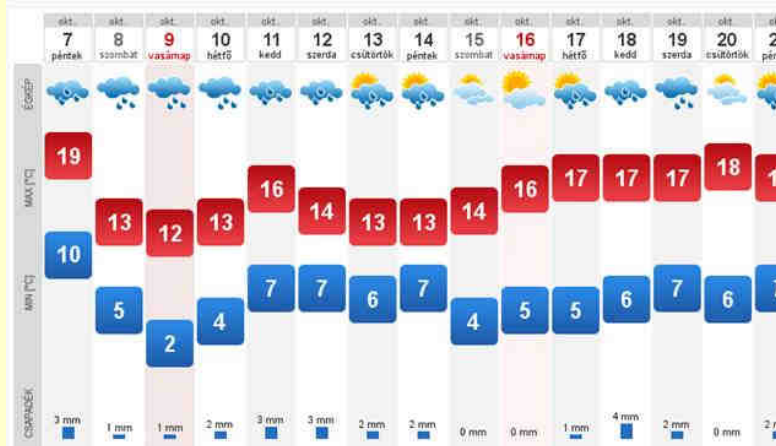 okt. okt. okt. okt. okt. okt. okt. okt. okt. okt. okt. okt. okt. okt.
7 8 9 10 11 12 13 14 15 16 17 18 19 20
péntek szombat vasárnap hétfő kedd szerda csütörtök péntek szombat vasárnap hétfő kedd szerda csütörtök
ÉGKÉP
MAX [°C]
19 13 12 13 16 14 13 13 14 16 17 17 17 18
MIN [°C]
10 5 2 4 7 7 6 7 4 5 5 6 7 6
CSAPADÉK
3 mm 1 mm 1 mm 2 mm 3 mm 3 mm 2 mm 2 mm 0 mm 0 mm 1 mm 4 mm 2 mm 0 mm